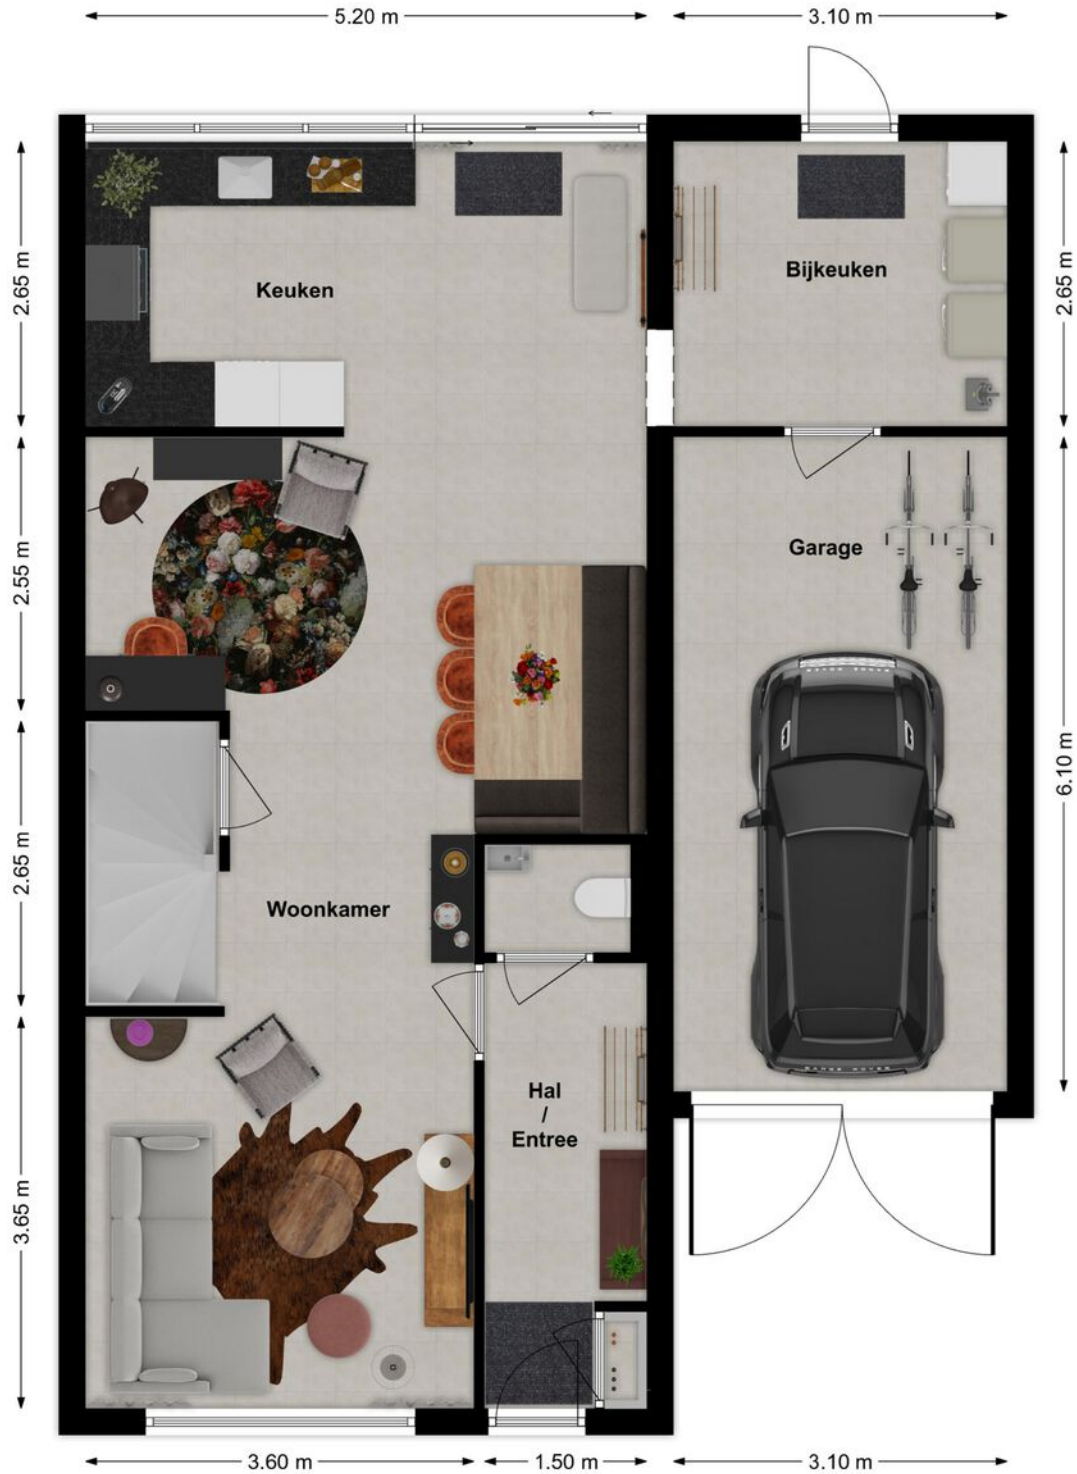 5.20 m
3.10 m
2.65 m
2.65 m
Bijkeuken
Keuken
2.55 m
Garage
6.10 m
2.65 m
Woonkamer
Hal
/
Entree
3.65 m
3.60 m
1.50 m
3.10 m